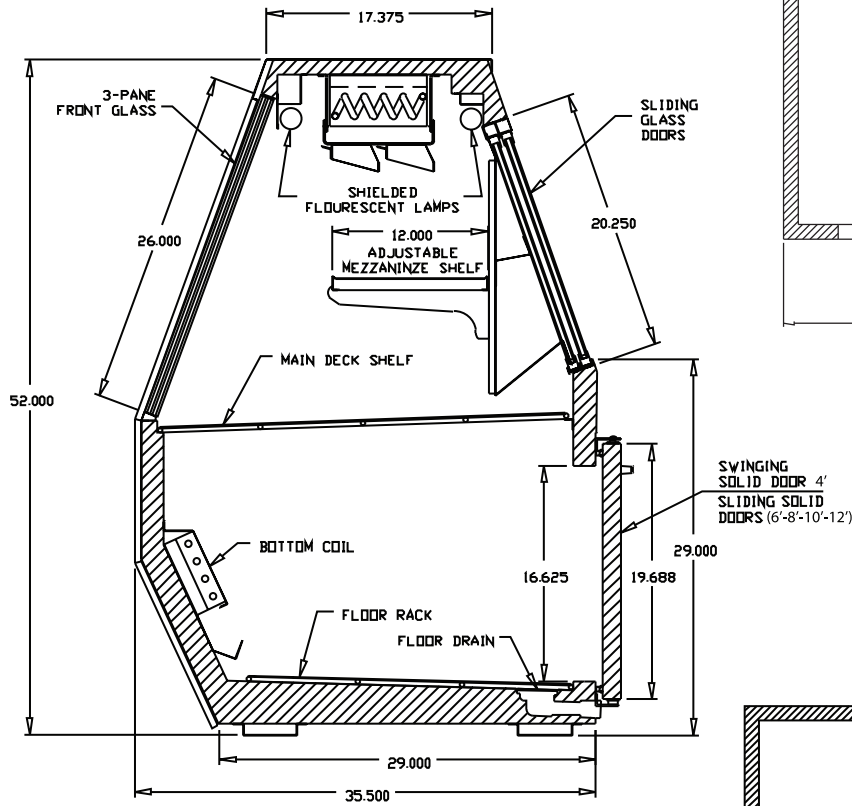 17.375
3-PANE
FRONT GLASS
SLIDING
GLASS
DOORS
SHIELDED
FLOURESCENT LAMPS
20.250
26.000
12.000
ADJUSTABLE
MEZZANINZE SHELF
MAIN DECK SHELF
52.000
SWINGING
SOLID DOOR 4'
SLIDING SOLID
DOORS (6'-8'-10'-12')
BOTTOM COIL
29.000
16.625
19.688
FLOOR RACK
FLOOR DRAIN
29.000
35.500